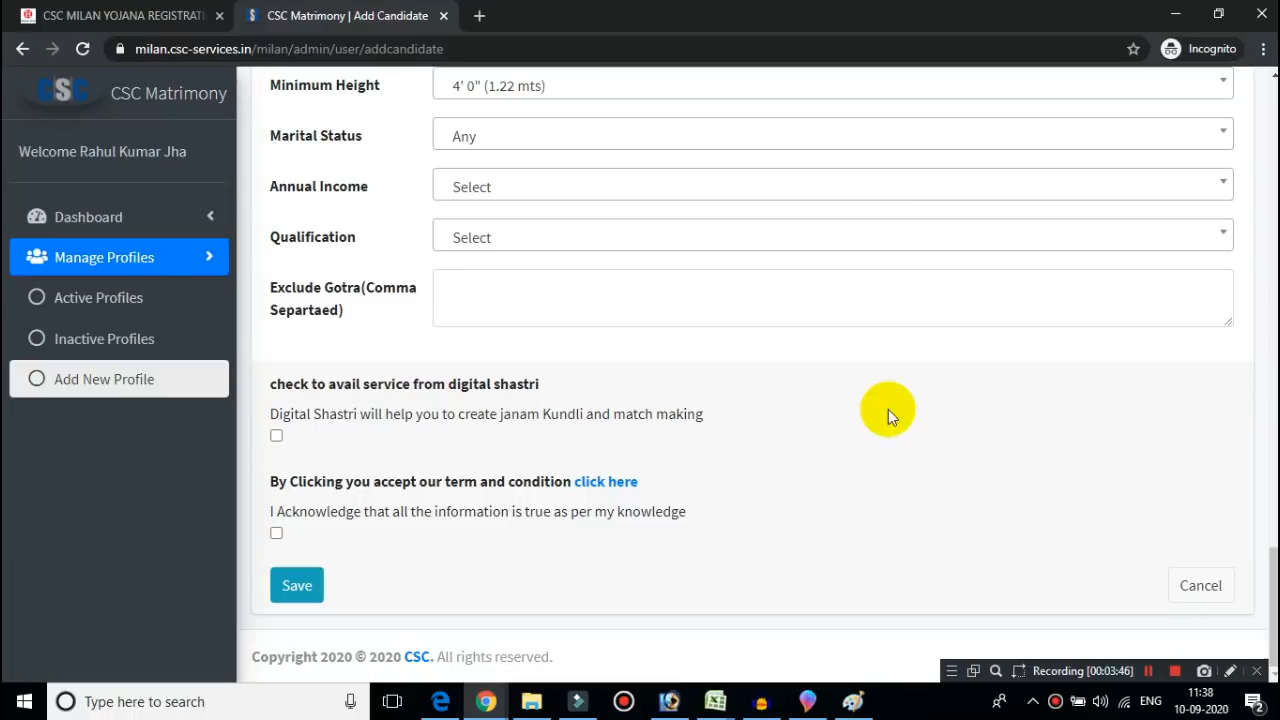 CSC MILAN YOJANA REGISTRATI
CSC Matrimony | Add Candidate
milan.csc-services.in/milan/admin/user/addcandidate
Incognito
CSC
CSC Matrimony
Welcome Rahul Kumar Jha
Dashboard
Manage Profiles
Active Profiles
Inactive Profiles
Add New Profile
Minimum Height
4' 0" (1.22 mts)
Marital Status
Any
Annual Income
Select
Qualification
Select
Exclude Gotra(Comma
Separtaed)
check to avail service from digital shastri
Digital Shastri will help you to create janam Kundli and match making
By Clicking you accept our term and condition click here
I Acknowledge that all the information is true as per my knowledge
Save
Cancel
Copyright 2020 © 2020 CSC. All rights reserved.
Recording [00:03:46]
Type here to search
ENG
11:38
10-09-2020
2